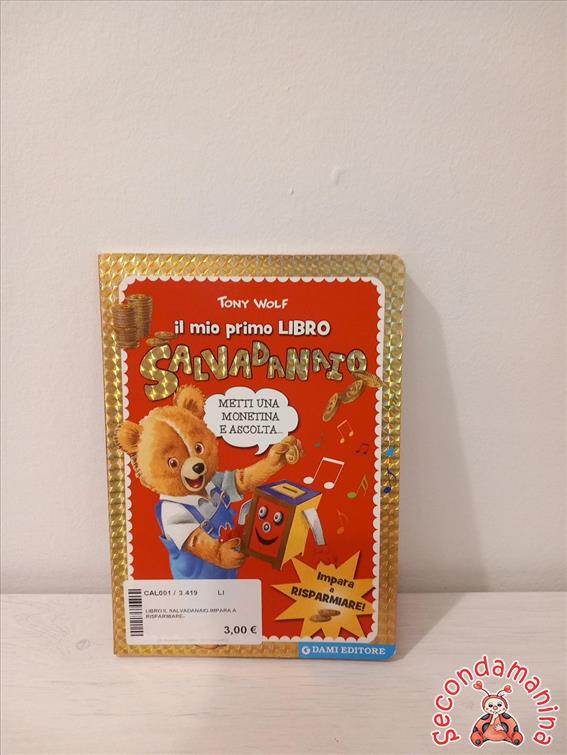 TONY WOLF
il mio primo LIBRO
SALVADANAIO
METTI UNA
MONETINA
E ASCOLTA...
Impara
a
RISPARMIARE!
CAL001 / 3.419 LI
LIBRO IL SALVADANAIO IMPARA A
RISPARMIARE.
3,00 €
DAMI EDITORE
Secondamanina